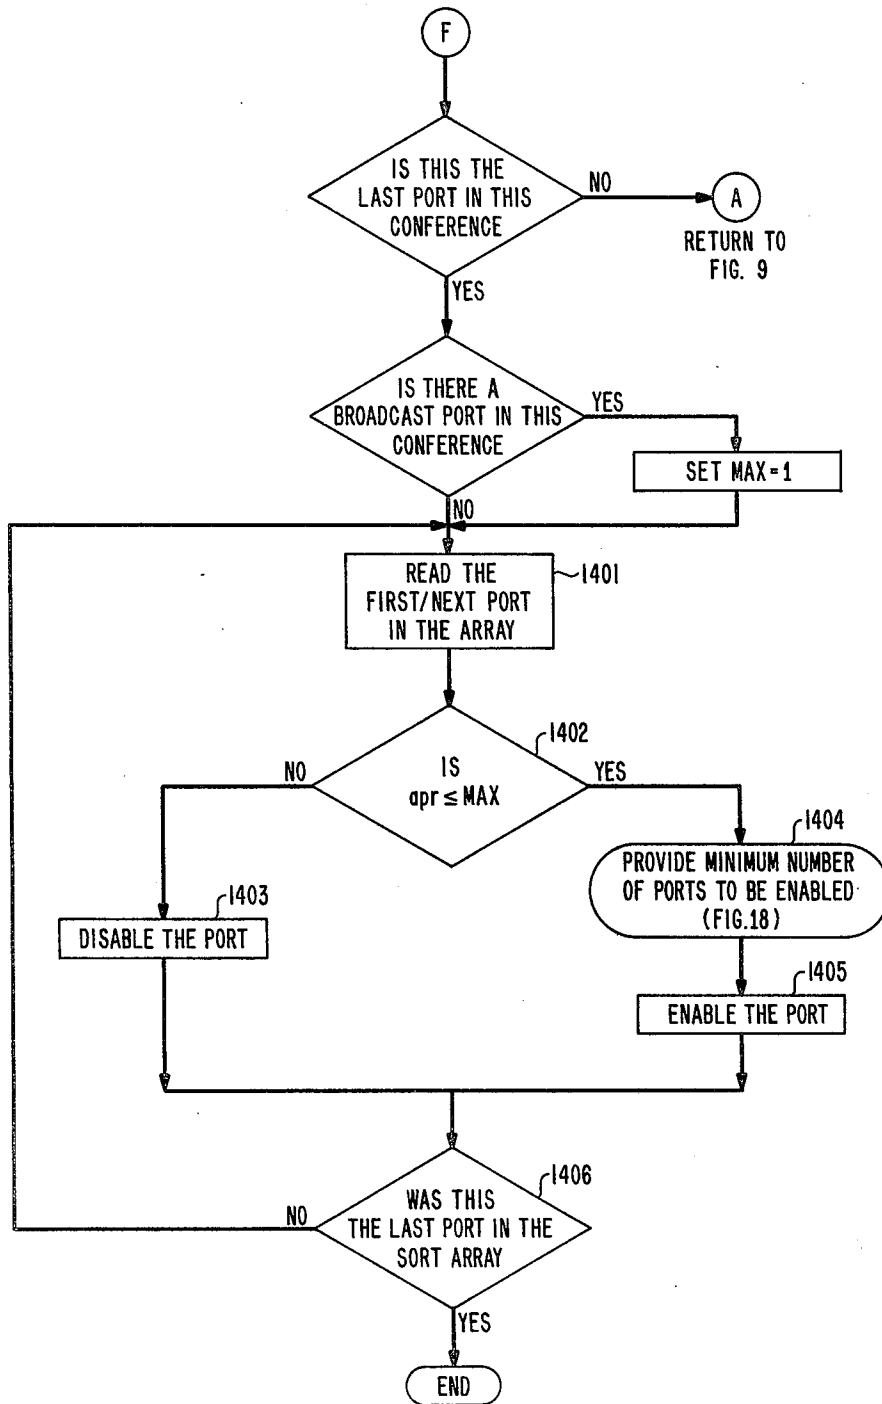 F
IS THIS THE
LAST PORT IN THIS
CONFERENCE
NO
A
RETURN TO
FIG. 9
YES
IS THERE A
BROADCAST PORT IN THIS
CONFERENCE
YES
SET MAX=1
NO
READ THE
FIRST/NEXT PORT
IN THE ARRAY
1401
1402
IS
apr≤MAX
NO
YES
1404
PROVIDE MINIMUM NUMBER
OF PORTS TO BE ENABLED
(FIG.18)
1403
DISABLE THE PORT
1405
ENABLE THE PORT
1406
WAS THIS
THE LAST PORT IN THE
SORT ARRAY
NO
YES
END